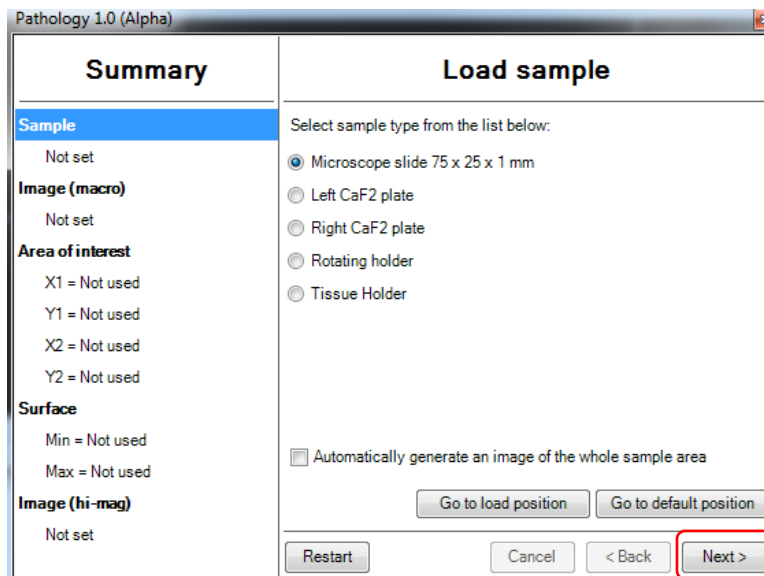 Pathology 1.0 (Alpha)
Summary
Sample
Not set
Image (macro)
Not set
Area of interest
X1 = Not used
Y1 = Not used
X2 = Not used
Y2 = Not used
Surface
Min = Not used
Max = Not used
Image (hi-mag)
Not set
Load sample
Select sample type from the list below:
Microscope slide 75 x 25 x 1 mm
Left CaF2 plate
Right CaF2 plate
Rotating holder
Tissue Holder
Automatically generate an image of the whole sample area
Go to load position
Go to default position
Restart
Cancel
< Back
Next >